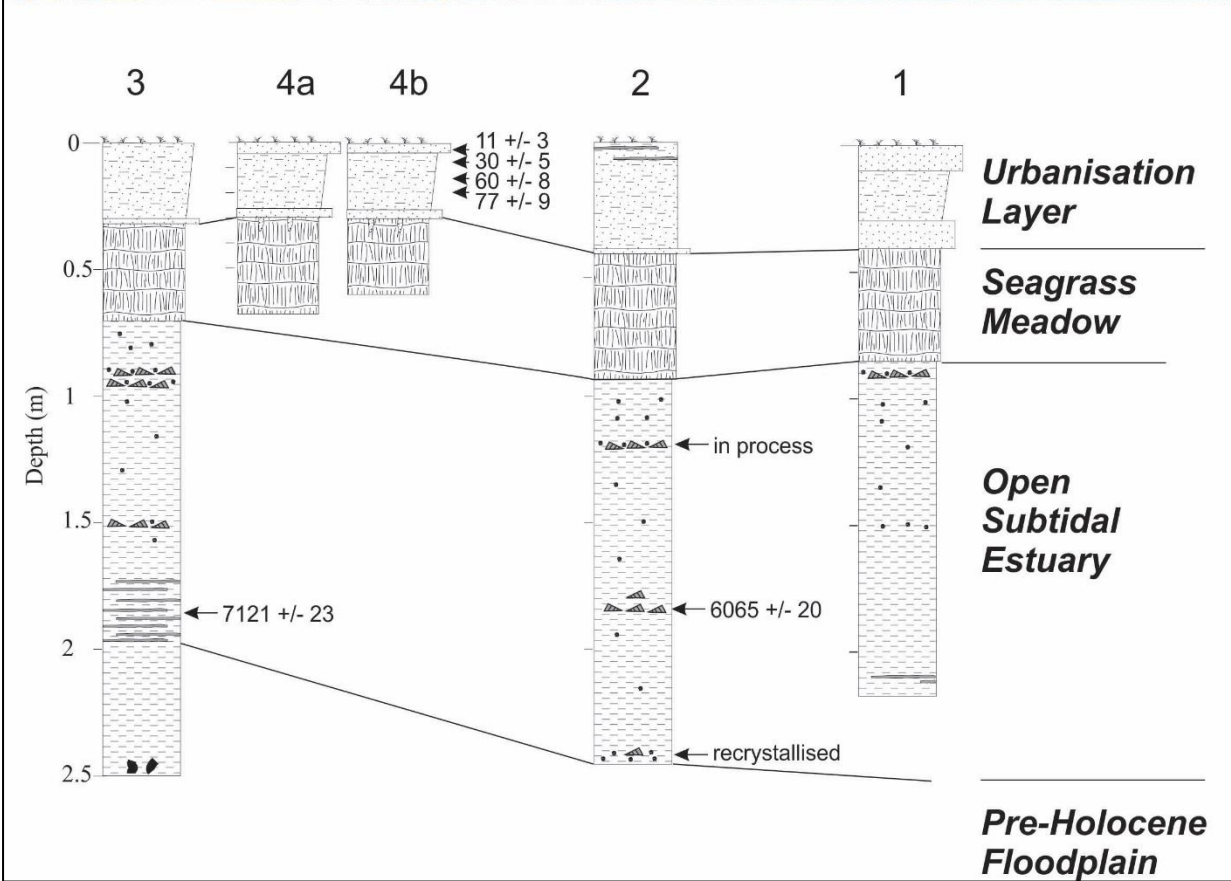 3
4a
4b
2
1
0
0.5
1
1.5
2
2.5
Depth (m)
11 +/- 3
30 +/- 5
60 +/- 8
77 +/- 9
7121 +/- 23
in process
6065 +/- 20
recrystallised
Urbanisation
Layer
Seagrass
Meadow
Open
Subtidal
Estuary
Pre-Holocene
Floodplain